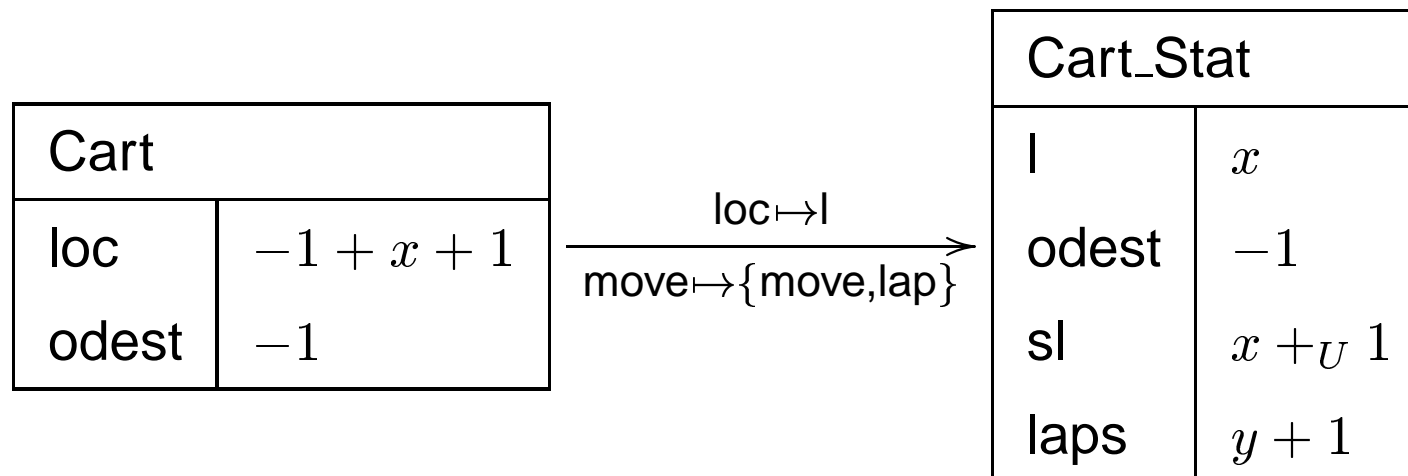 Cart
loc −1 + x + 1
odest −1
loc↦l
move↦{move,lap}
Cart_Stat
l x
odest −1
sl x +_U 1
laps y + 1